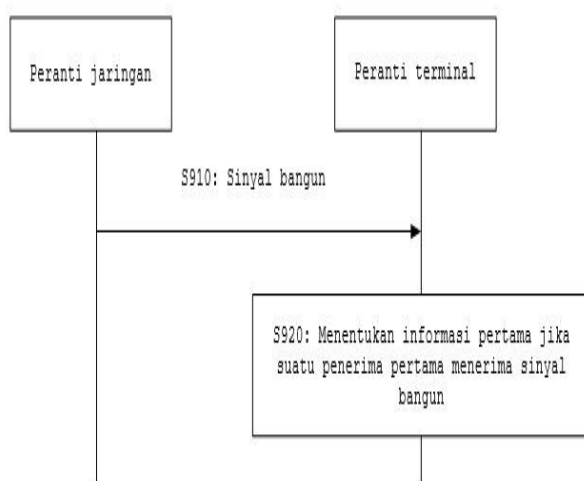 Peranti jaringan
Peranti terminal
S910: Sinyal bangun
S920: Menentukan informasi pertama jika
suatu penerima pertama menerima sinyal
bangun